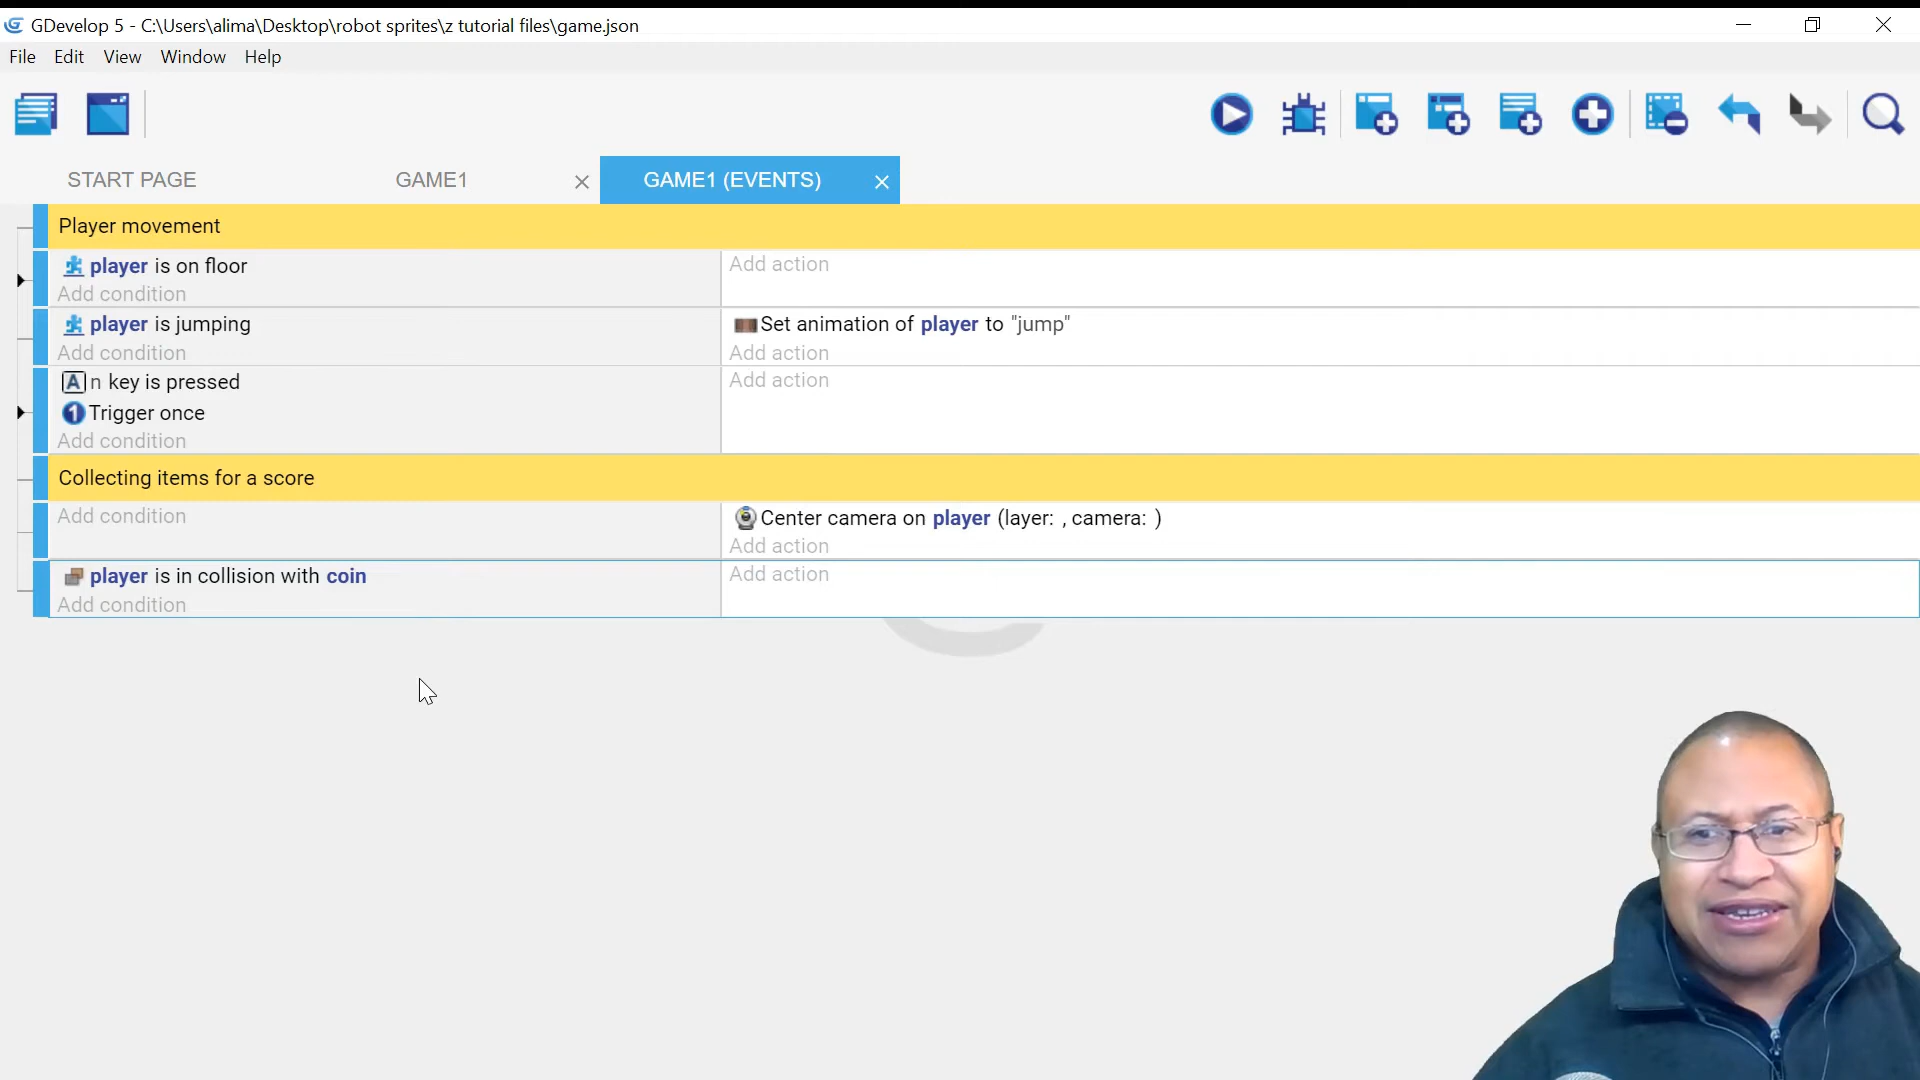 GDevelop 5 - C:\Users\alima\Desktop\robot sprites\z tutorial files\game.json
File Edit View Window Help
START PAGE GAME1 GAME1 (EVENTS)
Player movement
player is on floor Add action
Add condition
player is jumping Set animation of player to "jump"
Add condition Add action
A n key is pressed Add action
1 Trigger once
Add condition
Collecting items for a score
Add condition Center camera on player (layer: , camera: )
Add action
player is in collision with coin Add action
Add condition